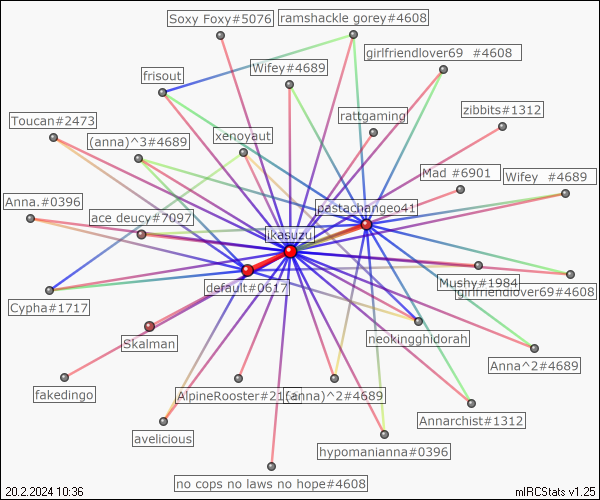 Soxy Foxy#5076
ramshackle gorey#4608
girlfriendlover69 #4608
frisout
Wifey#4689
zibbits#1312
Toucan#2473
rattgaming
(anna)^3#4689
xenoyaut
Mad #6901
Wifey #4689
Anna.#0396
ace deucy#7097
pastachangeo41
ikasuzu
default#0617
Mushy#1984
girlfriendlover69#4608
Cypha#1717
Skalman
neokingghidorah
Anna^2#4689
fakedingo
AlpineRooster#21
(anna)^2#4689
Annarchist#1312
avelicious
hypomanianna#0396
no cops no laws no hope#4608
20.2.2024 10:36
mIRCStats v1.25